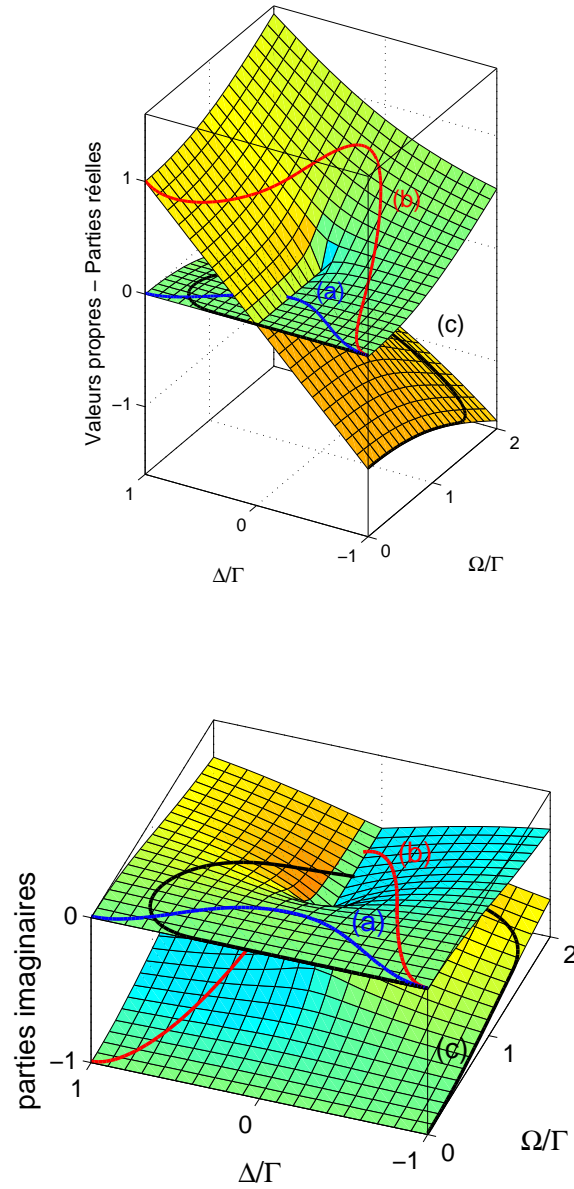 1
(b)
0
(a)
(c)
−1
Valeurs propres − Parties réelles
2
1
1
0
0
−1
Δ/Γ
Ω/Γ
(b)
0
(a)
2
parties imaginaires
−1
(c)
1
1
0
0
−1
Δ/Γ
Ω/Γ